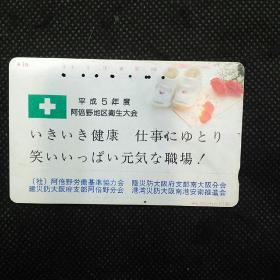 平成5年度
阿倍野地区衛生大会
いきいき健康 仕事にゆとり
笑いいっぱい元気な職場!
(社)阿倍野労働基準協会 陸災防大阪府支部南大阪分会
建災防大阪府支部阿倍野分会 港湾災防大阪南港安衛推進会